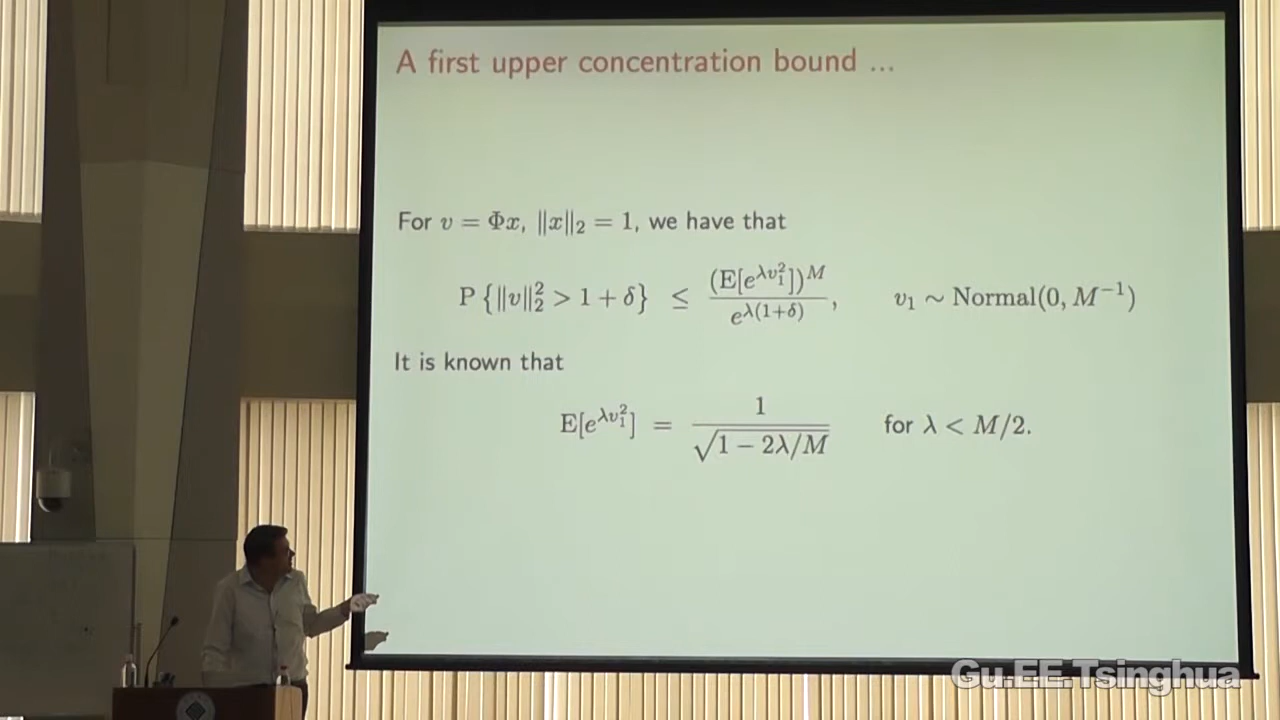 A first upper concentration bound ...
For v = Φx, ‖x‖₂ = 1, we have that
P{‖v‖₂² > 1 + δ} ≤ (E[e^{λv₁²}])^M / e^{λ(1+δ)}, v₁ ∼ Normal(0, M⁻¹)
It is known that
E[e^{λv₁²}] = 1 / √(1 − 2λ/M) for λ < M/2.
Gu.EE.Tsinghua